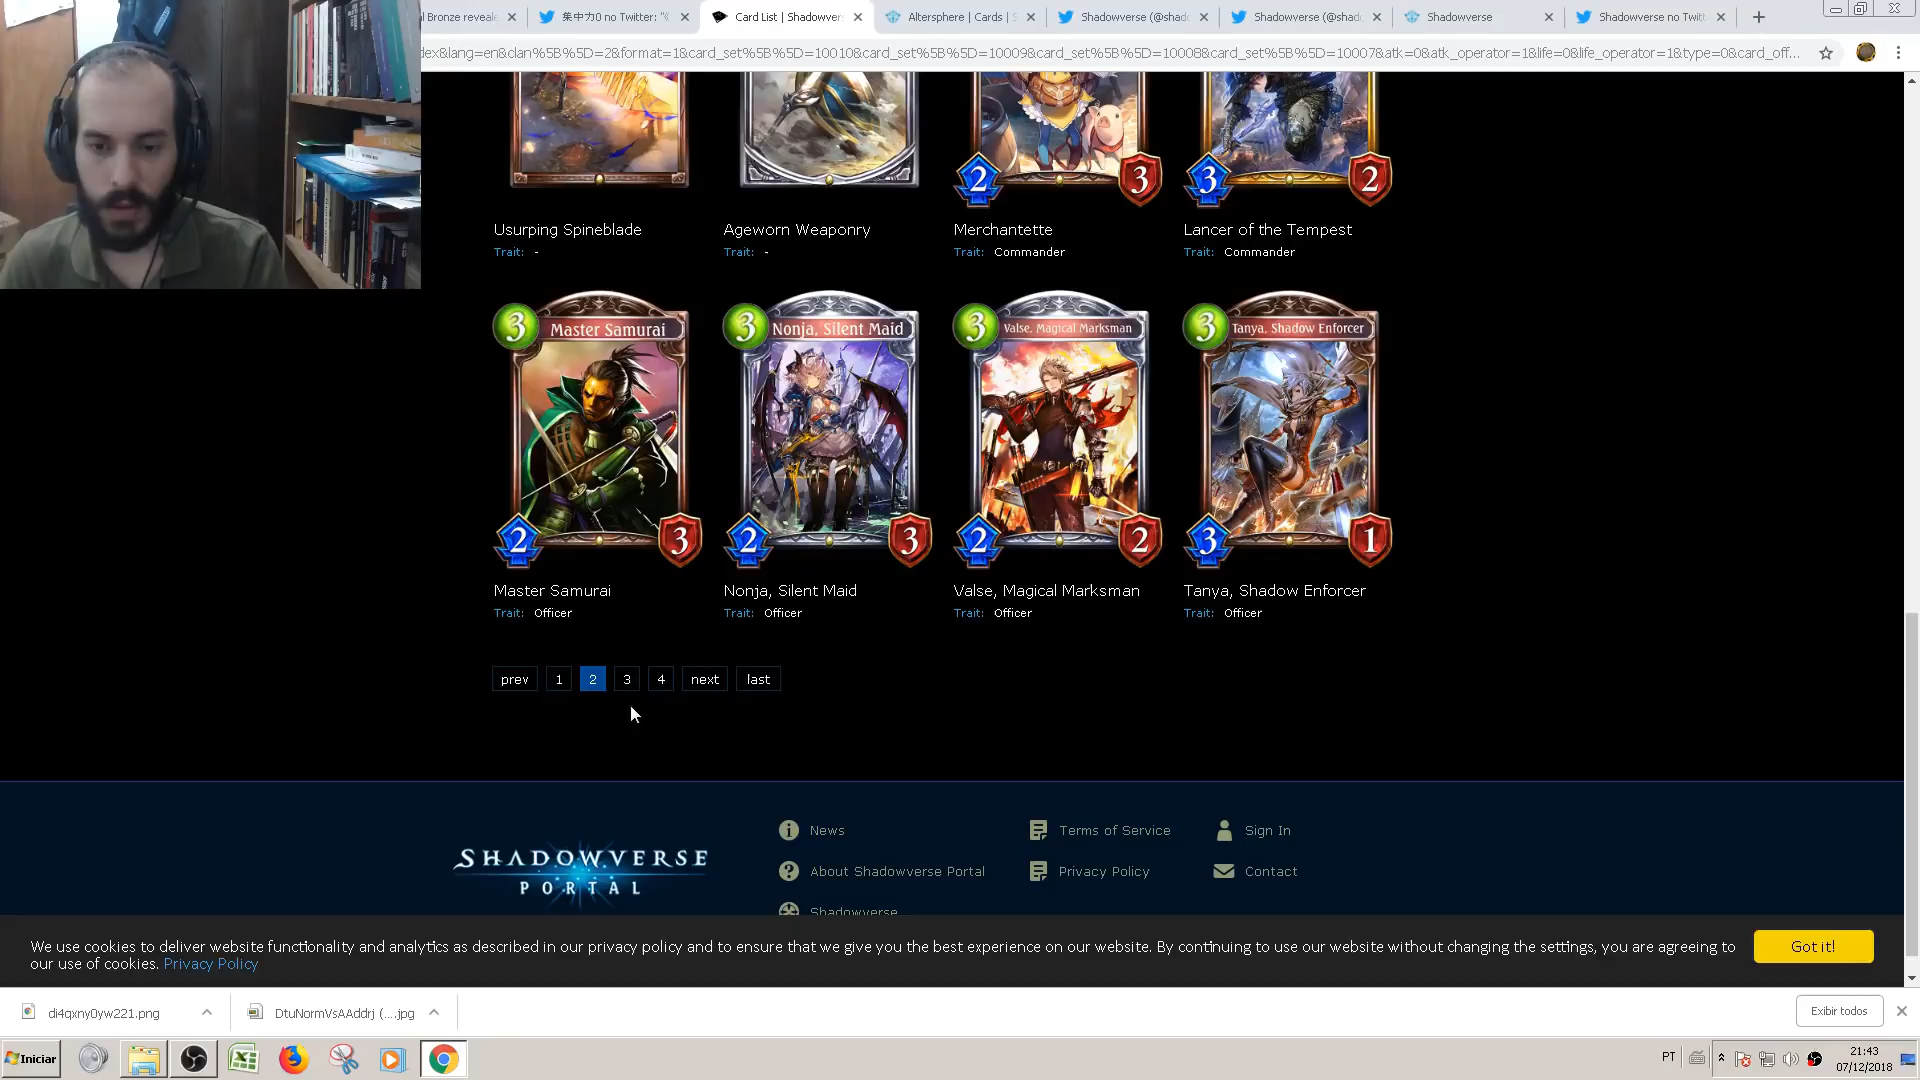 l Bronze reveale
集中力0 no Twitter: "《
Card List | Shadowvers
Altersphere | Cards | S
Shadowverse (@shado
Shadowverse (@shado
Shadowverse
Shadowverse no Twitt
dex&lang=en&clan%5B%5D=2&format=1&card_set%5B%5D=10010&card_set%5B%5D=10009&card_set%5B%5D=10008&card_set%5B%5D=10007&atk=0&atk_operator=1&life=0&life_operator=1&type=0&card_off...
2 3 3 2
Usurping Spineblade
Trait: -
Ageworn Weaponry
Trait: -
Merchantette
Trait: Commander
Lancer of the Tempest
Trait: Commander
3 Master Samurai
2 3
Master Samurai
Trait: Officer
3 Nonja, Silent Maid
2 3
Nonja, Silent Maid
Trait: Officer
3 Valse, Magical Marksman
2 2
Valse, Magical Marksman
Trait: Officer
3 Tanya, Shadow Enforcer
3 1
Tanya, Shadow Enforcer
Trait: Officer
prev 1 2 3 4 next last
SHADOWVERSE
PORTAL
News
About Shadowverse Portal
Shadowverse
Terms of Service
Privacy Policy
Sign In
Contact
We use cookies to deliver website functionality and analytics as described in our privacy policy and to ensure that we give you the best experience on our website. By continuing to use our website without changing the settings, you are agreeing to
our use of cookies. Privacy Policy
Got it!
di4qxny0yw221.png
DtuNormVsAAddrj (....jpg
Exibir todos
Iniciar
PT
21:43
07/12/2018